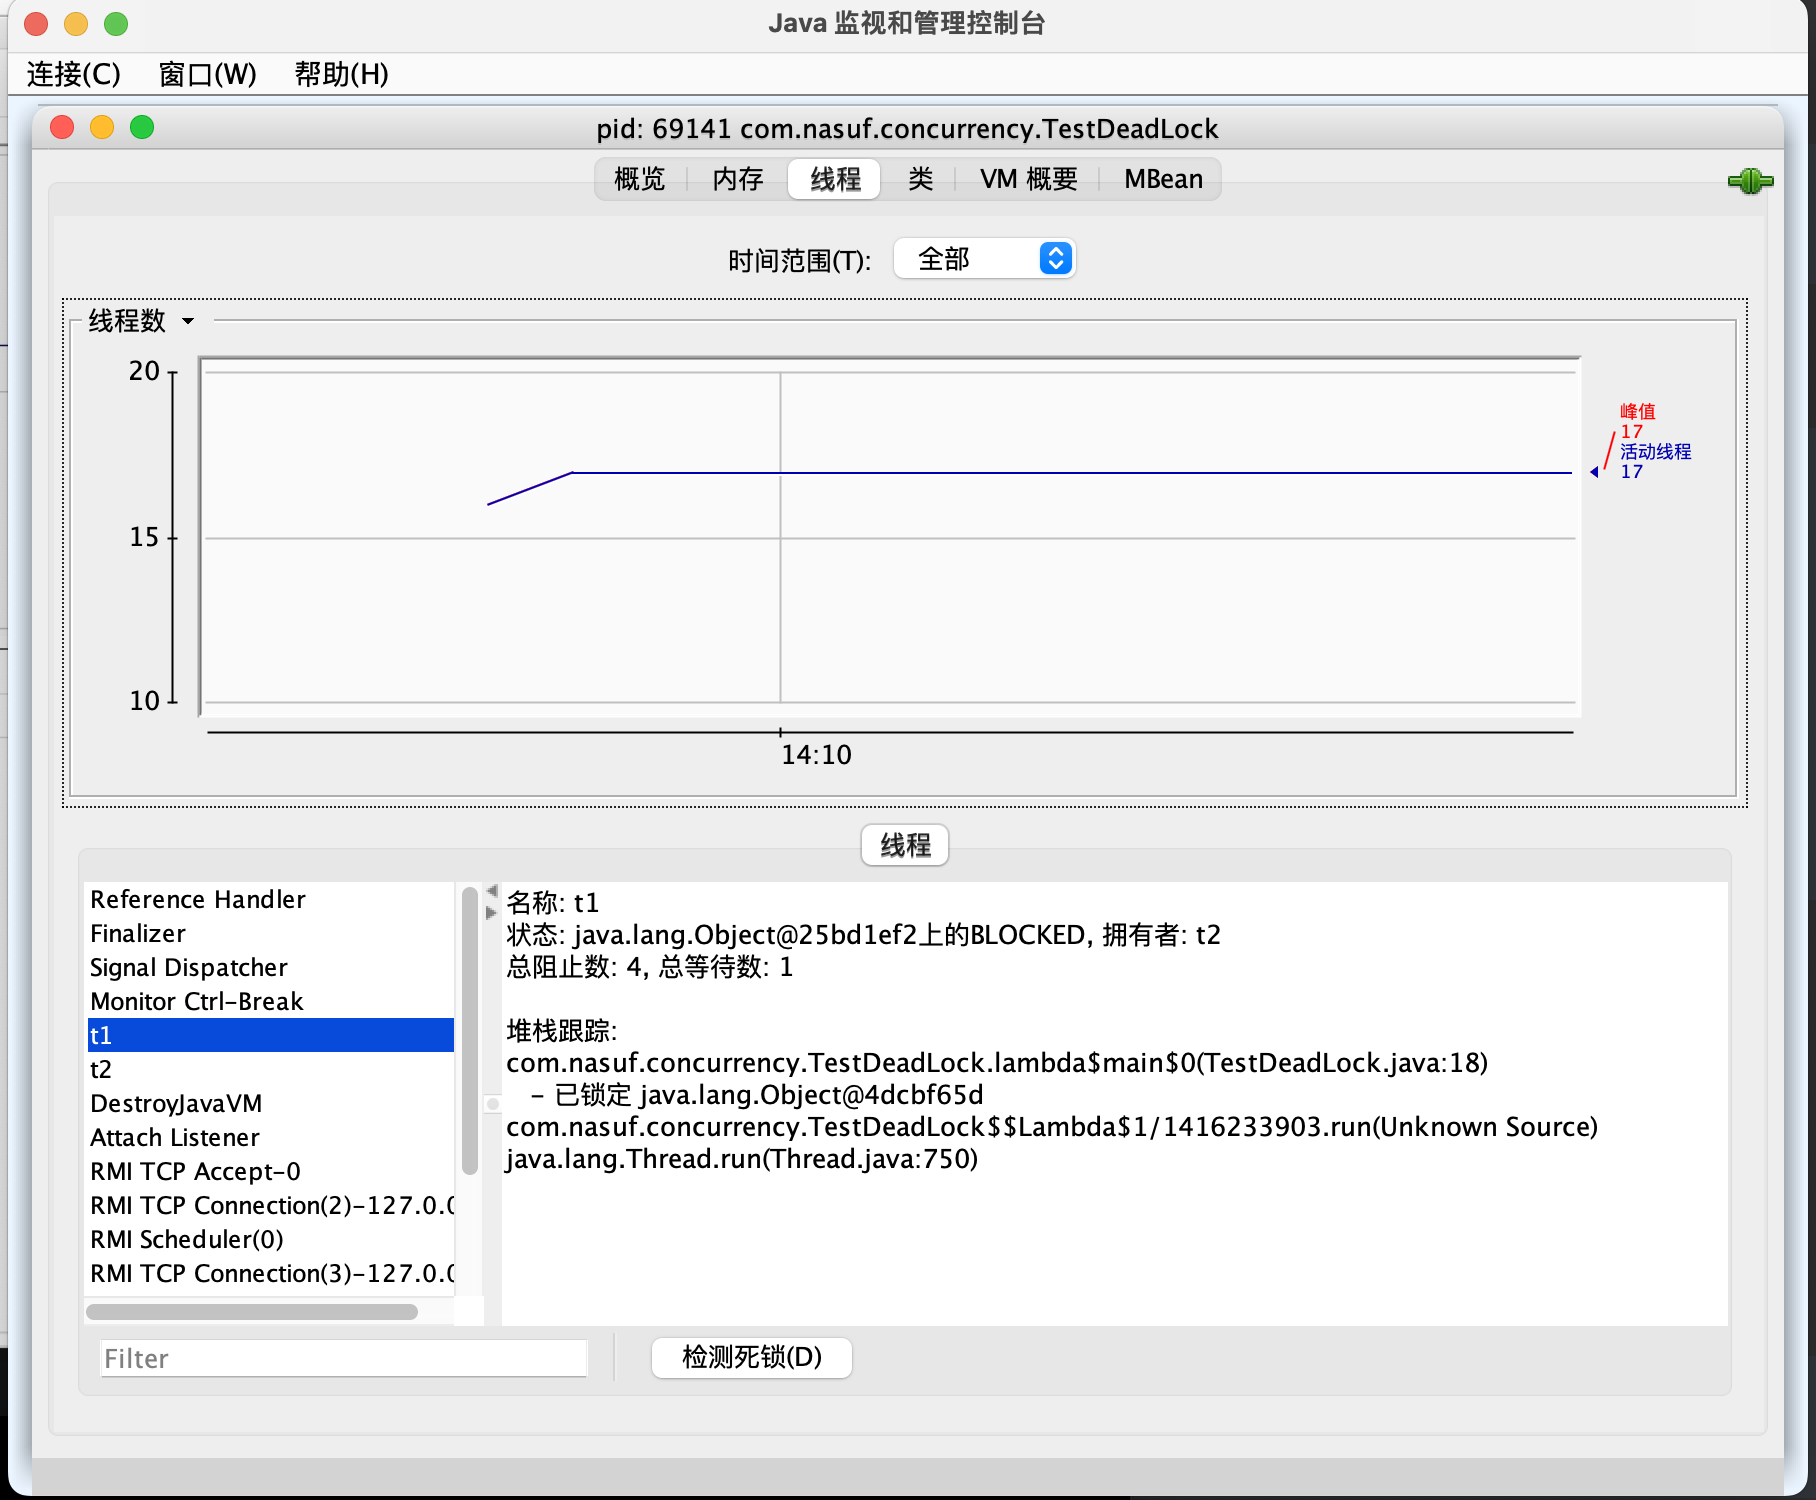 Java 监视和管理控制台
连接(C) 窗口(W) 帮助(H)
pid: 69141 com.nasuf.concurrency.TestDeadLock
概览 内存 线程 类 VM 概要 MBean
时间范围(T): 全部
线程数
20
15
10
14:10
峰值
17
活动线程
17
线程
Reference Handler
Finalizer
Signal Dispatcher
Monitor Ctrl-Break
t1
t2
DestroyJavaVM
Attach Listener
RMI TCP Accept-0
RMI TCP Connection(2)-127.0.0
RMI Scheduler(0)
RMI TCP Connection(3)-127.0.0
名称: t1
状态: java.lang.Object@25bd1ef2上的BLOCKED, 拥有者: t2
总阻止数: 4, 总等待数: 1
堆栈跟踪:
com.nasuf.concurrency.TestDeadLock.lambda$main$0(TestDeadLock.java:18)
- 已锁定 java.lang.Object@4dcbf65d
com.nasuf.concurrency.TestDeadLock$$Lambda$1/1416233903.run(Unknown Source)
java.lang.Thread.run(Thread.java:750)
Filter
检测死锁(D)